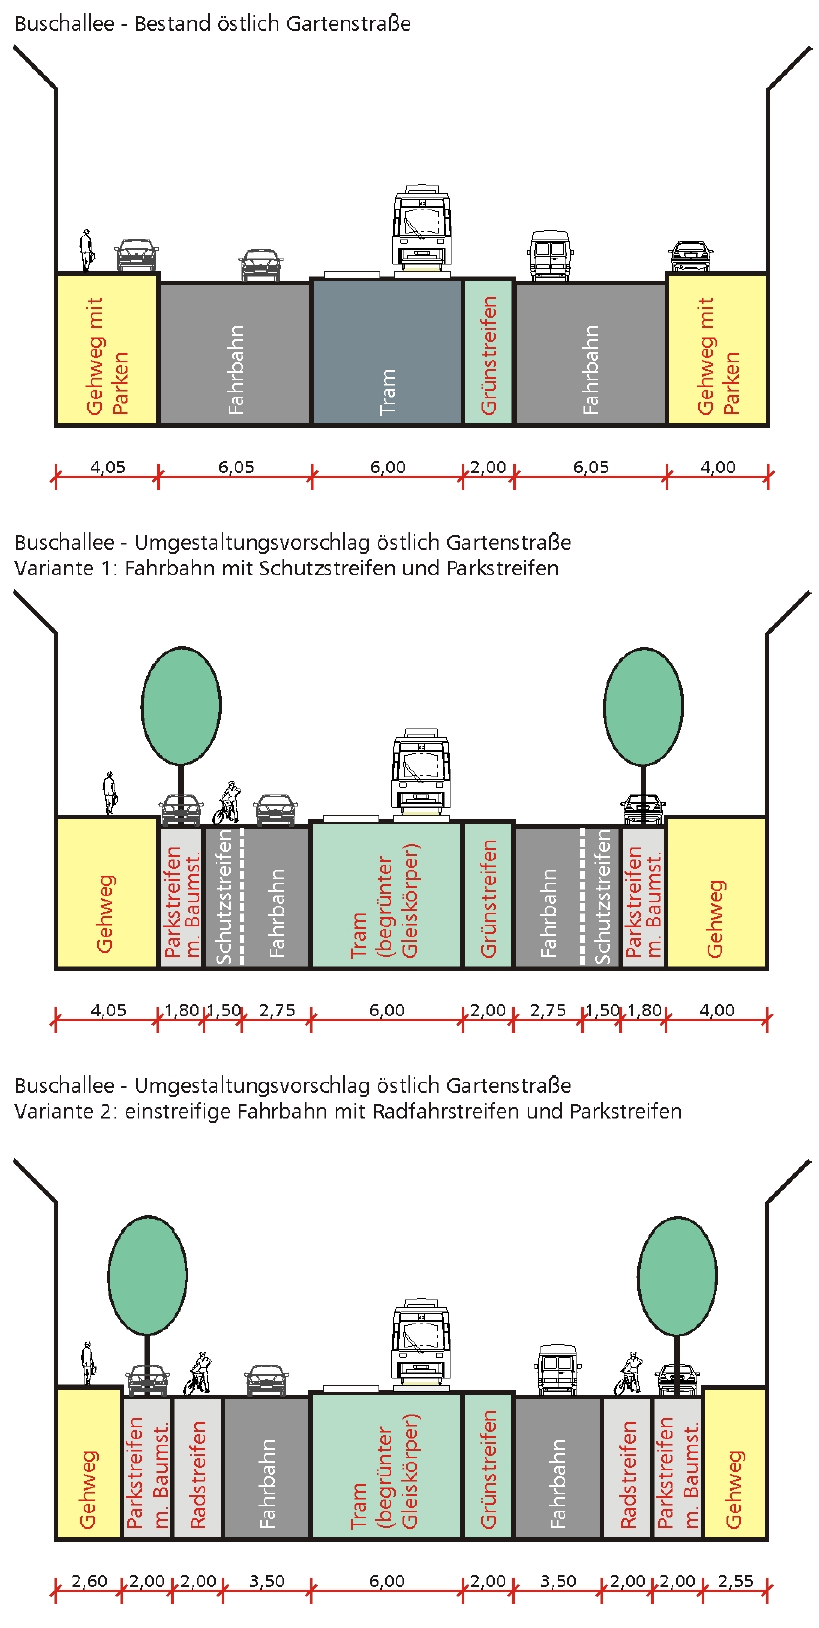 Buschallee - Bestand östlich Gartenstraße
Gehweg mit
Parken
Fahrbahn
Tram
Grünstreifen
Fahrbahn
Gehweg mit
Parken
4,05 6,05 6,00 2,00 6,05 4,00
Buschallee - Umgestaltungsvorschlag östlich Gartenstraße
Variante 1: Fahrbahn mit Schutzstreifen und Parkstreifen
Gehweg
Parkstreifen
m. Baumst.
Schutzstreifen
Fahrbahn
Tram
(begrünter
Gleiskörper)
Grünstreifen
Fahrbahn
Schutzstreifen
Parkstreifen
m. Baumst.
Gehweg
4,05 1,80 1,50 2,75 6,00 2,00 2,75 1,50 1,80 4,00
Buschallee - Umgestaltungsvorschlag östlich Gartenstraße
Variante 2: einstreifige Fahrbahn mit Radfahrstreifen und Parkstreifen
Gehweg
Parkstreifen
m. Baumst.
Radstreifen
Fahrbahn
Tram
(begrünter
Gleiskörper)
Grünstreifen
Fahrbahn
Radstreifen
Parkstreifen
m. Baumst.
Gehweg
2,60 2,00 2,00 3,50 6,00 2,00 3,50 2,00 2,00 2,55